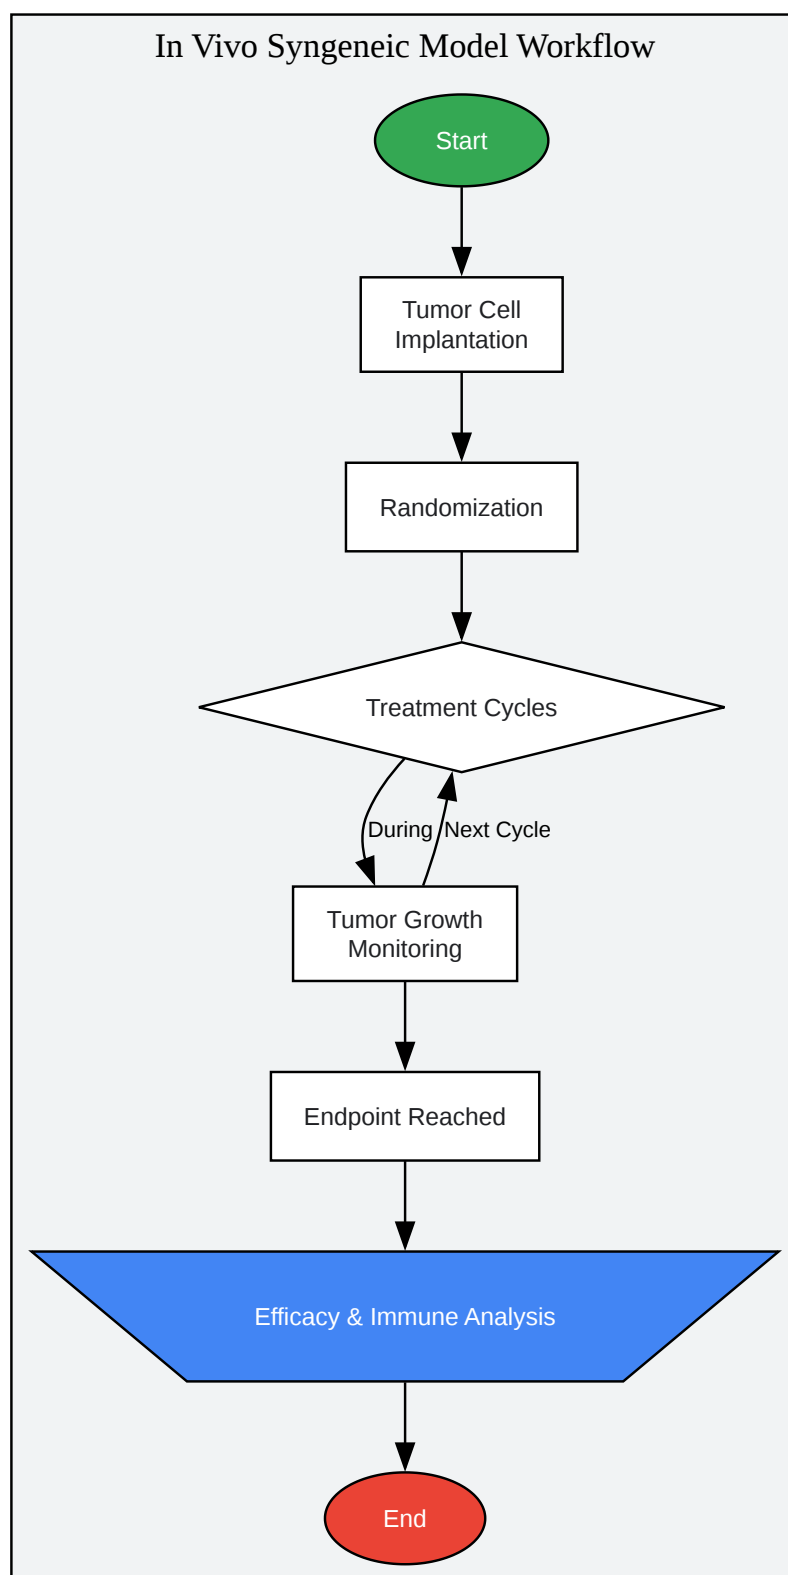 In Vivo Syngeneic Model Workflow
Start
Tumor Cell
Implantation
Randomization
Treatment Cycles
During
Next Cycle
Tumor Growth
Monitoring
Endpoint Reached
Efficacy & Immune Analysis
End